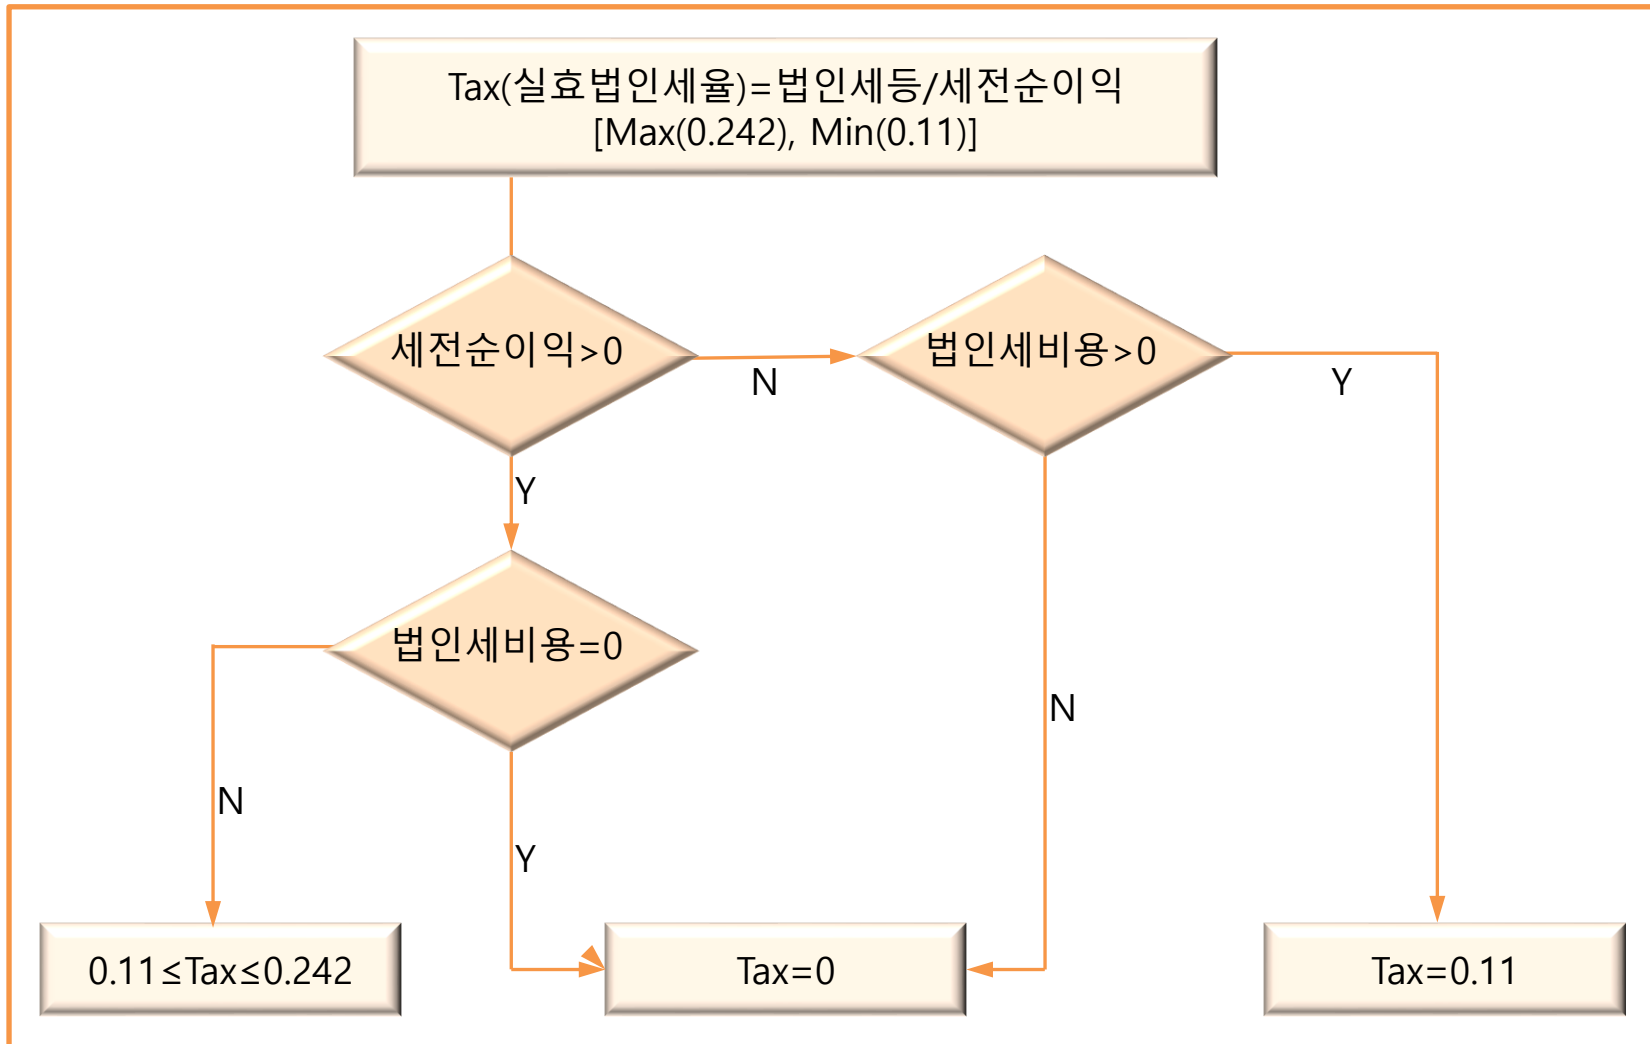 Tax(실효법인세율)=법인세등/세전순이익
[Max(0.242), Min(0.11)]
세전순이익>0
N
법인세비용>0
Y
Y
법인세비용=0
N
N
Y
0.11≤Tax≤0.242
Tax=0
Tax=0.11